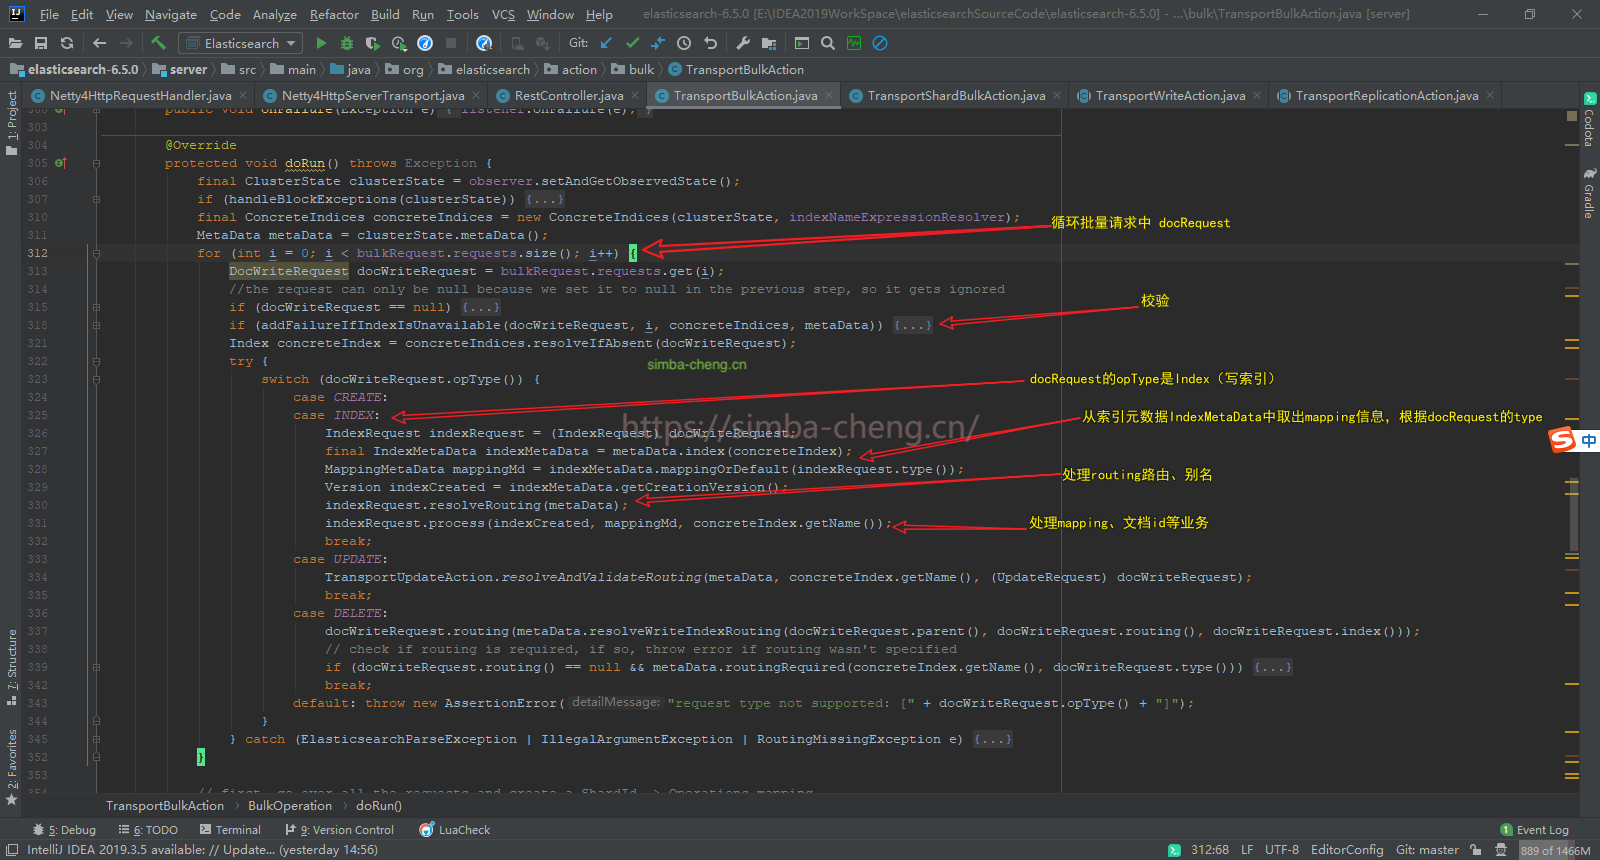 File Edit View Navigate Code Analyze Refactor Build Run Tools VCS Window Help elasticsearch-6.5.0 [E:\IDEA2019WorkSpace\elasticsearchSourceCode\elasticsearch-6.5.0] - ...\bulk\TransportBulkAction.java [server]
Elasticsearch Git:
elasticsearch-6.5.0 server src main java org elasticsearch action bulk TransportBulkAction
Netty4HttpRequestHandler.java Netty4HttpServerTransport.java RestController.java TransportBulkAction.java TransportShardBulkAction.java TransportWriteAction.java TransportReplicationAction.java
1: Project
Codota
Gradle
7: Structure
2: Favorites
public void onFailure(Exception e) { listener.onFailure(e); }
303
304 @Override
305 protected void doRun() throws Exception {
306 final ClusterState clusterState = observer.setAndGetObservedState();
307 if (handleBlockExceptions(clusterState)) {...}
310 final ConcreteIndices concreteIndices = new ConcreteIndices(clusterState, indexNameExpressionResolver);
循环批量请求中 docRequest
311 MetaData metaData = clusterState.metaData();
312 for (int i = 0; i < bulkRequest.requests.size(); i++) {
313 DocWriteRequest docWriteRequest = bulkRequest.requests.get(i);
314 //the request can only be null because we set it to null in the previous step, so it gets ignored
315 if (docWriteRequest == null) {...}
校验
318 if (addFailureIfIndexIsUnavailable(docWriteRequest, i, concreteIndices, metaData)) {...}
321 Index concreteIndex = concreteIndices.resolveIfAbsent(docWriteRequest);
322 try {
simba-cheng.cn
323 switch (docWriteRequest.opType()) {
docRequest的opType是Index（写索引）
324 case CREATE:
325 case INDEX:
从索引元数据IndexMetaData中取出mapping信息，根据docRequest的type
https://simba-cheng.cn/
326 IndexRequest indexRequest = (IndexRequest) docWriteRequest;
327 final IndexMetaData indexMetaData = metaData.index(concreteIndex);
328 MappingMetaData mappingMd = indexMetaData.mappingOrDefault(indexRequest.type());
处理routing路由、别名
329 Version indexCreated = indexMetaData.getCreationVersion();
330 indexRequest.resolveRouting(metaData);
331 indexRequest.process(indexCreated, mappingMd, concreteIndex.getName());
处理mapping、文档id等业务
332 break;
333 case UPDATE:
334 TransportUpdateAction.resolveAndValidateRouting(metaData, concreteIndex.getName(), (UpdateRequest) docWriteRequest);
335 break;
336 case DELETE:
337 docWriteRequest.routing(metaData.resolveWriteIndexRouting(docWriteRequest.parent(), docWriteRequest.routing(), docWriteRequest.index()));
338 // check if routing is required, if so, throw error if routing wasn't specified
339 if (docWriteRequest.routing() == null && metaData.routingRequired(concreteIndex.getName(), docWriteRequest.type())) {...}
342 break;
343 default: throw new AssertionError( detailMessage: "request type not supported: [" + docWriteRequest.opType() + "]");
344 }
345 } catch (ElasticsearchParseException | IllegalArgumentException | RoutingMissingException e) {...}
352 }
353
354 // first, go over all the requests and create a ShardId -> Operations mapping
TransportBulkAction BulkOperation doRun()
5: Debug 6: TODO Terminal 9: Version Control LuaCheck 1 Event Log
IntelliJ IDEA 2019.3.5 available: // Update... (yesterday 14:56) 312:68 LF UTF-8 EditorConfig Git: master 889 of 1466M
S 中